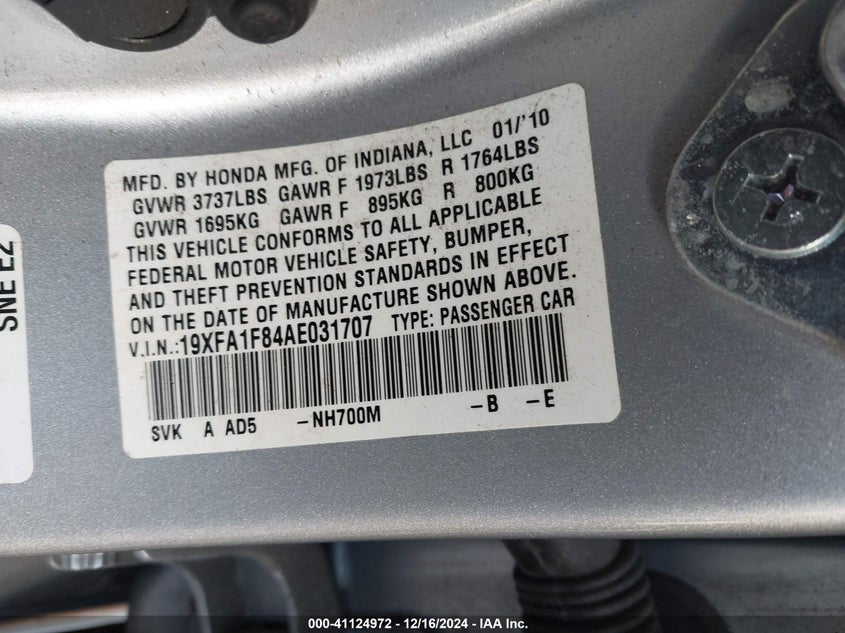 MFD. BY HONDA MFG. OF INDIANA, LLC 01/'10
GVWR 3737LBS GAWR F 1973LBS R 1764LBS
GVWR 1695KG GAWR F 895KG R 800KG
THIS VEHICLE CONFORMS TO ALL APPLICABLE
FEDERAL MOTOR VEHICLE SAFETY, BUMPER,
AND THEFT PREVENTION STANDARDS IN EFFECT
ON THE DATE OF MANUFACTURE SHOWN ABOVE.
V.I.N.:19XFA1F84AE031707 TYPE: PASSENGER CAR
SVK A AD5 -NH700M -B -E
SNE E2
000-41124972 - 12/16/2024 - IAA Inc.